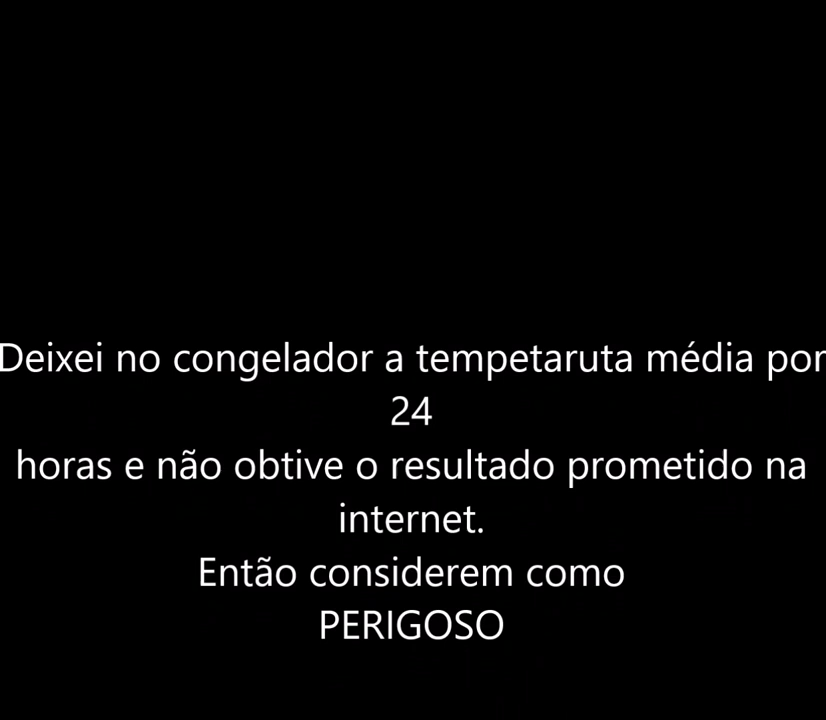 Deixei no congelador a tempetaruta média por
24
horas e não obtive o resultado prometido na
internet.
Então considerem como
PERIGOSO